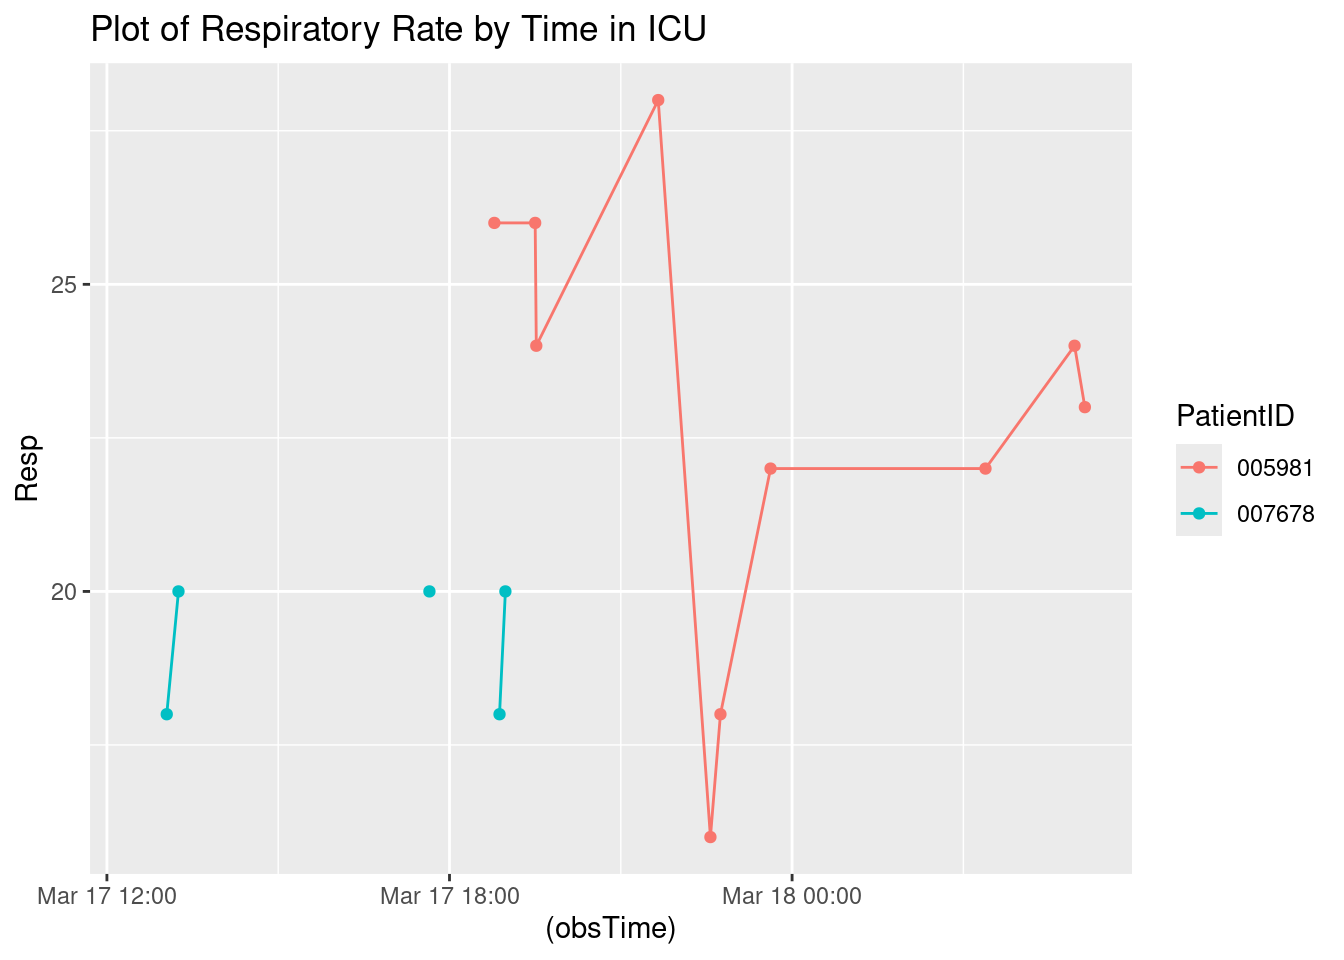 Plot of Respiratory Rate by Time in ICU
25
20
Resp
Mar 17 12:00
Mar 17 18:00
Mar 18 00:00
(obsTime)
PatientID
005981
007678